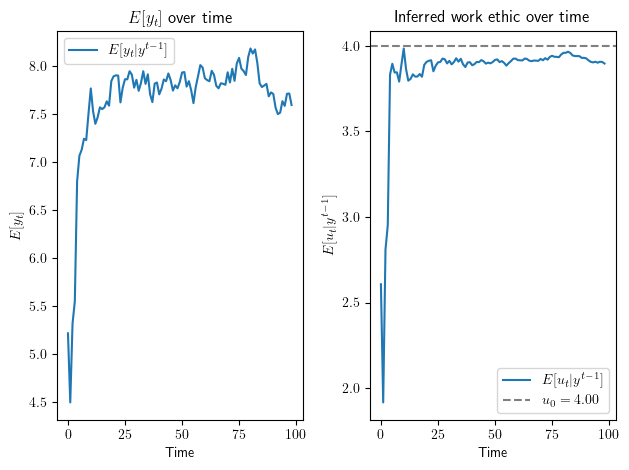 E[y_t] over time
E[y_t|y^{t−1}]
E[y_t]
8.0
7.5
7.0
6.5
6.0
5.5
5.0
4.5
0
25
50
75
100
Time
Inferred work ethic over time
E[u_t|y^{t−1}]
4.0
3.5
3.0
2.5
2.0
E[u_t|y^{t−1}]
u_0 = 4.00
0
25
50
75
100
Time